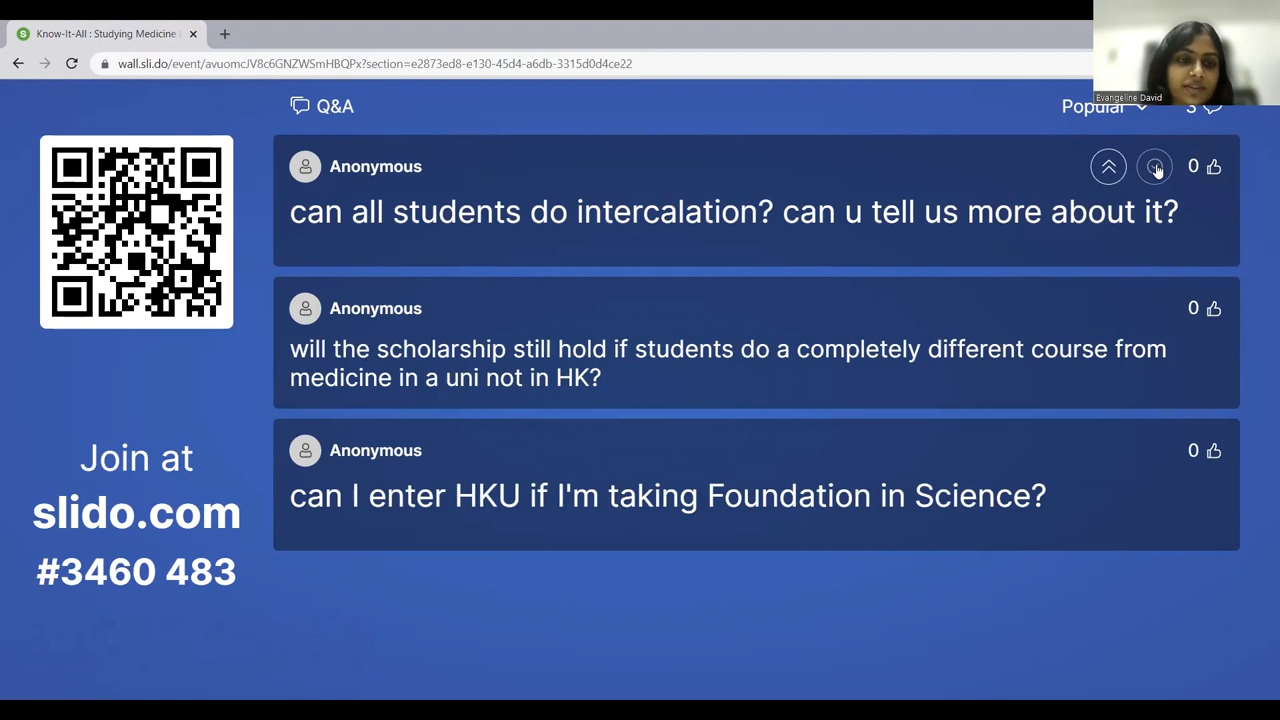 Know-It-All : Studying Medicine
wall.sli.do/event/avuomcJV8c6GNZWSmHBQPx?section=e2873ed8-e130-45d4-a6db-3315d0d4ce22
Evangeline David
Q&A
Popular
3
Anonymous
0
can all students do intercalation? can u tell us more about it?
Anonymous
0
will the scholarship still hold if students do a completely different course from
medicine in a uni not in HK?
Anonymous
0
can I enter HKU if I'm taking Foundation in Science?
Join at
slido.com
#3460 483